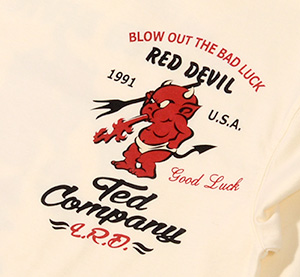 BLOW OUT THE BAD LUCK
RED DEVIL
1991
U.S.A.
Good Luck
Ted
Company
L.R.D.